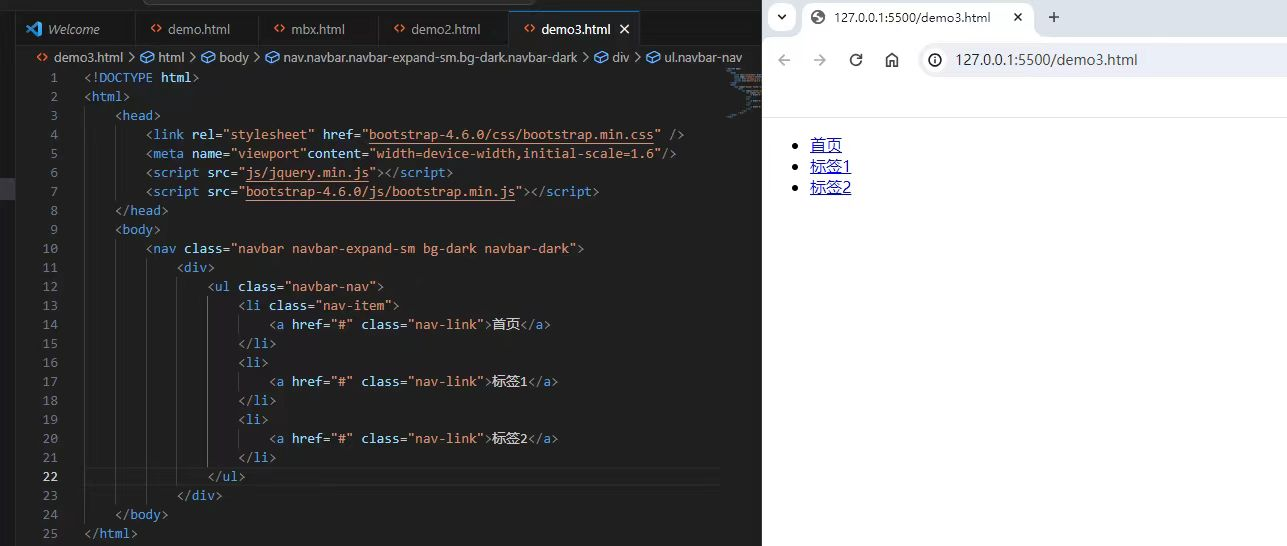 Welcome demo.html mbx.html demo2.html demo3.html
demo3.html > html > body > nav.navbar.navbar-expand-sm.bg-dark.navbar-dark > div > ul.navbar-nav
1 <!DOCTYPE html>
2 <html>
3 <head>
4 <link rel="stylesheet" href="bootstrap-4.6.0/css/bootstrap.min.css" />
5 <meta name="viewport"content="width=device-width,initial-scale=1.6"/>
6 <script src="js/jquery.min.js"></script>
7 <script src="bootstrap-4.6.0/js/bootstrap.min.js"></script>
8 </head>
9 <body>
10 <nav class="navbar navbar-expand-sm bg-dark navbar-dark">
11 <div>
12 <ul class="navbar-nav">
13 <li class="nav-item">
14 <a href="#" class="nav-link">首页</a>
15 </li>
16 <li>
17 <a href="#" class="nav-link">标签1</a>
18 </li>
19 <li>
20 <a href="#" class="nav-link">标签2</a>
21 </li>
22 </ul>
23 </div>
24 </body>
25 </html>
127.0.0.1:5500/demo3.html
127.0.0.1:5500/demo3.html
首页
标签1
标签2